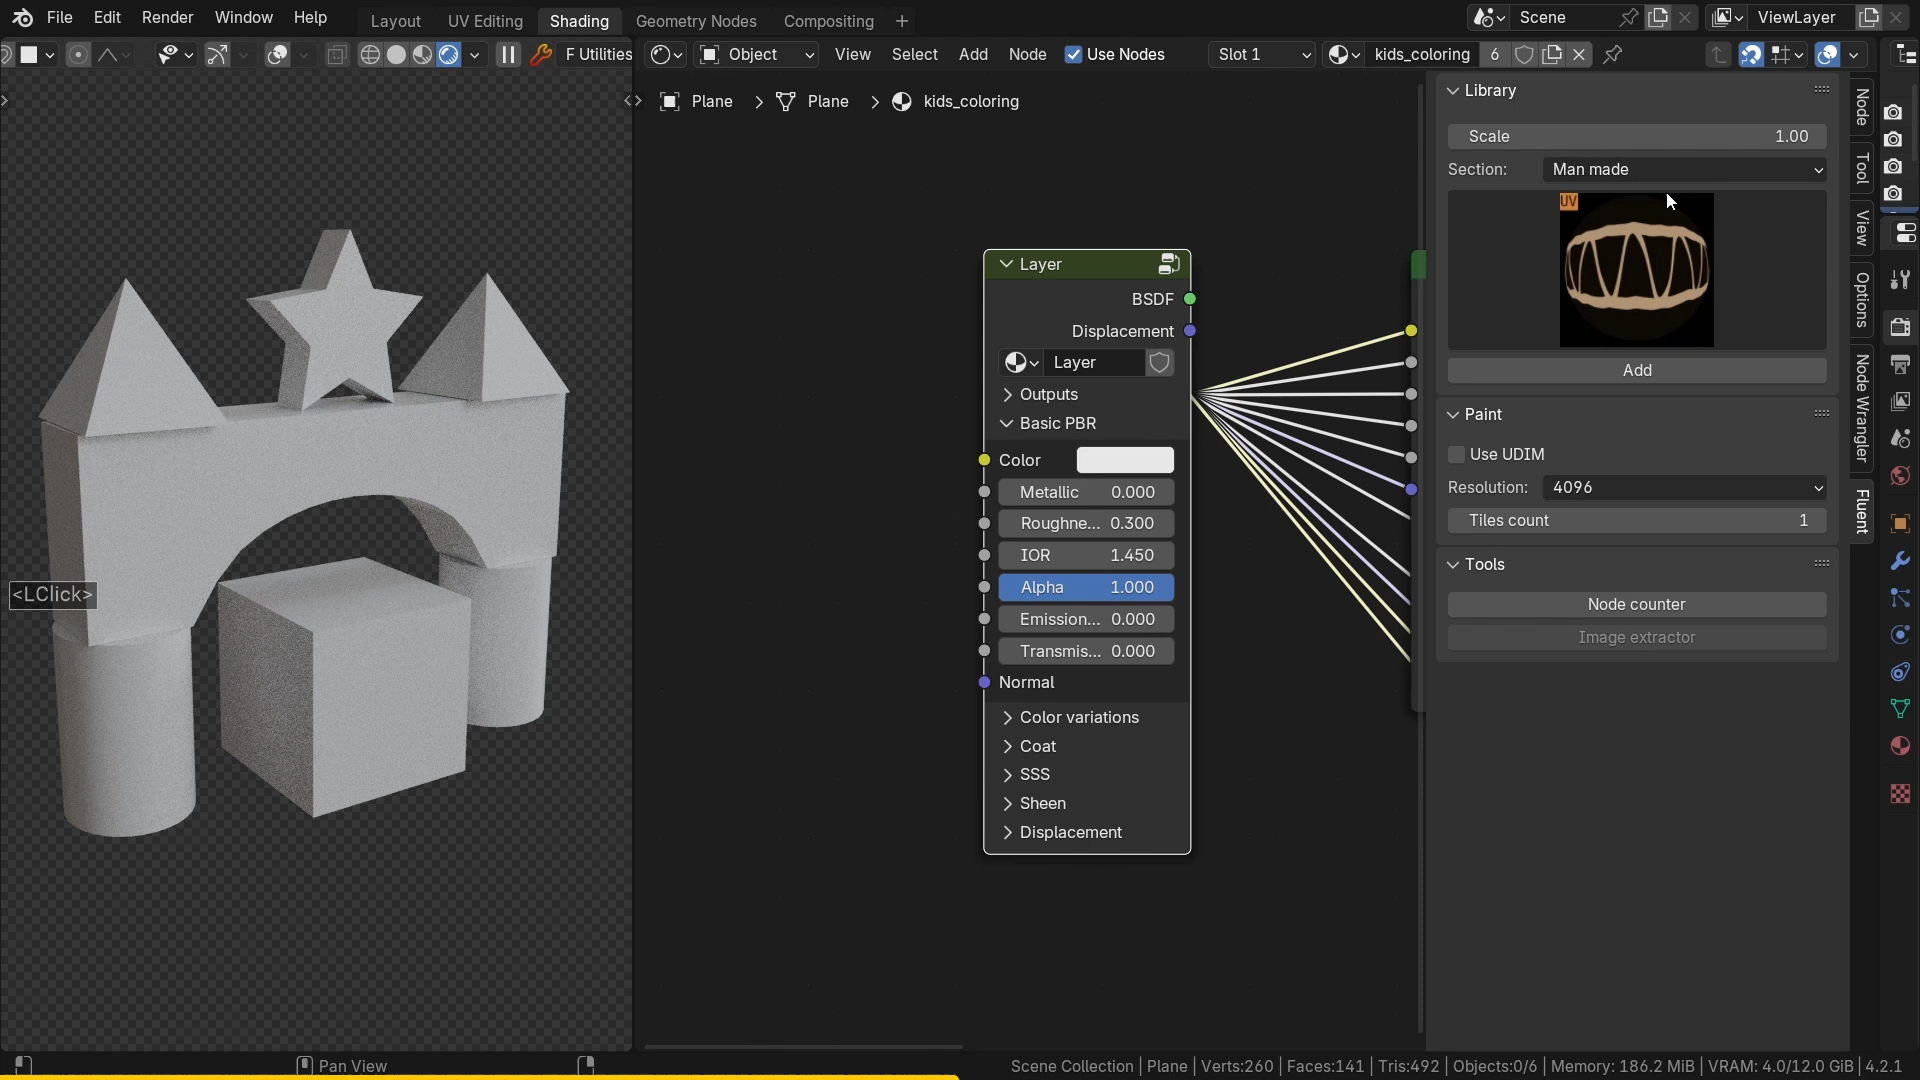 File Edit Render Window Help Layout UV Editing Shading Geometry Nodes Compositing + Scene ViewLayer
F Utilities Object View Select Add Node Use Nodes Slot 1 kids_coloring 6
Plane > Plane > kids_coloring
Library
Scale 1.00
Section: Man made
UV
Add
Paint
Use UDIM
Resolution: 4096
Tiles count 1
Tools
Node counter
Image extractor
Node
Tool
View
Options
Node Wrangler
Fluent
Layer
BSDF
Displacement
Layer
Outputs
Basic PBR
Color
Metallic 0.000
Roughne... 0.300
IOR 1.450
Alpha 1.000
Emission... 0.000
Transmis... 0.000
Normal
Color variations
Coat
SSS
Sheen
Displacement
<LClick>
Pan View
Scene Collection | Plane | Verts:260 | Faces:141 | Tris:492 | Objects:0/6 | Memory: 186.2 MiB | VRAM: 4.0/12.0 GiB | 4.2.1